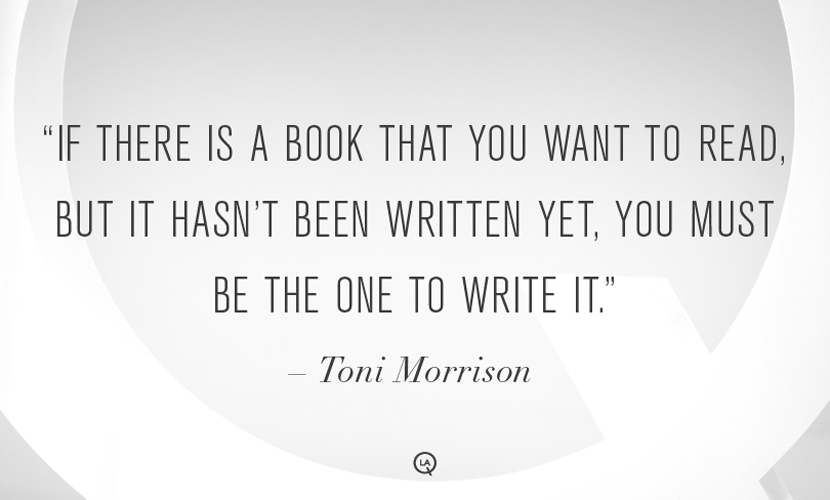 “IF THERE IS A BOOK THAT YOU WANT TO READ,
BUT IT HASN’T BEEN WRITTEN YET, YOU MUST
BE THE ONE TO WRITE IT.”
– Toni Morrison
LA